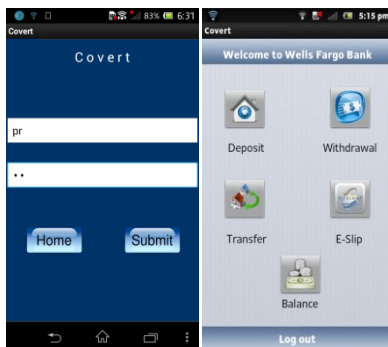 83% 6:31
Covert
Covert
pr
Home Submit
5:15 pm
Covert
Welcome to Wells Fargo Bank
Deposit Withdrawal
Transfer E-Slip
Balance
Log out